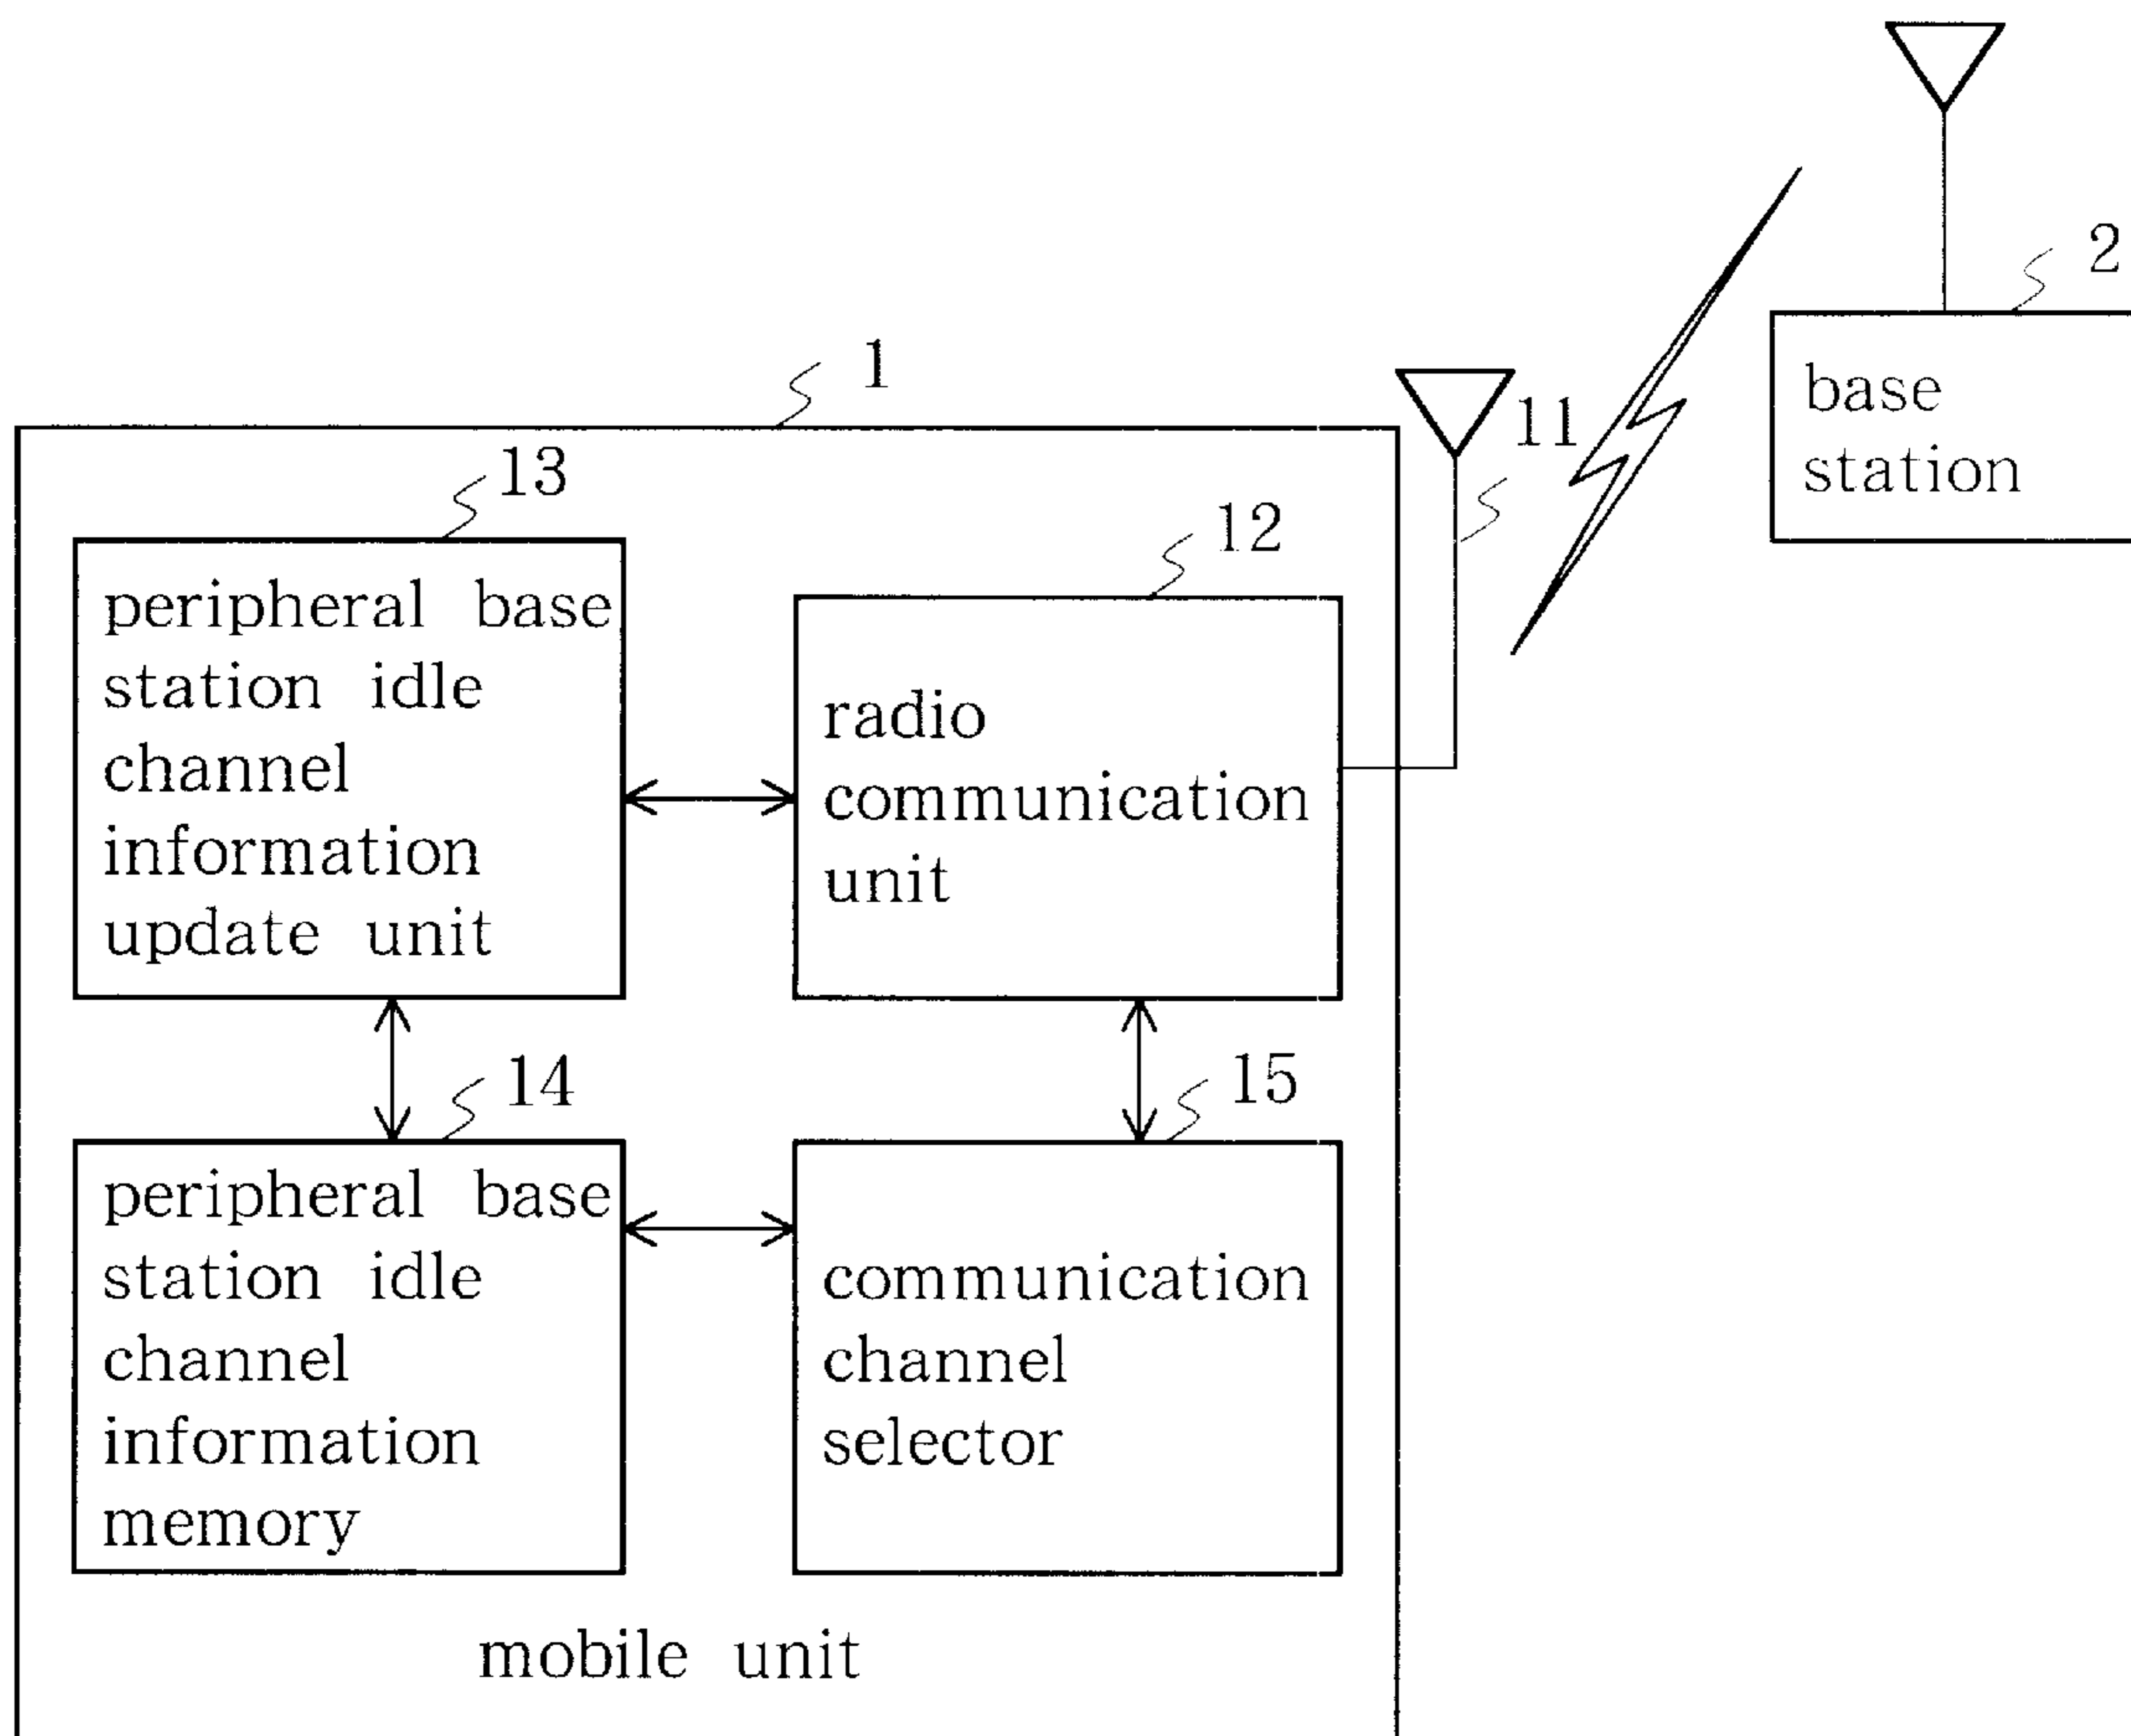 2
base
station
1
11
13
12
peripheral base
station idle
channel
information
update unit
radio
communication
unit
14
15
peripheral base
station idle
channel
information
memory
communication
channel
selector
mobile unit